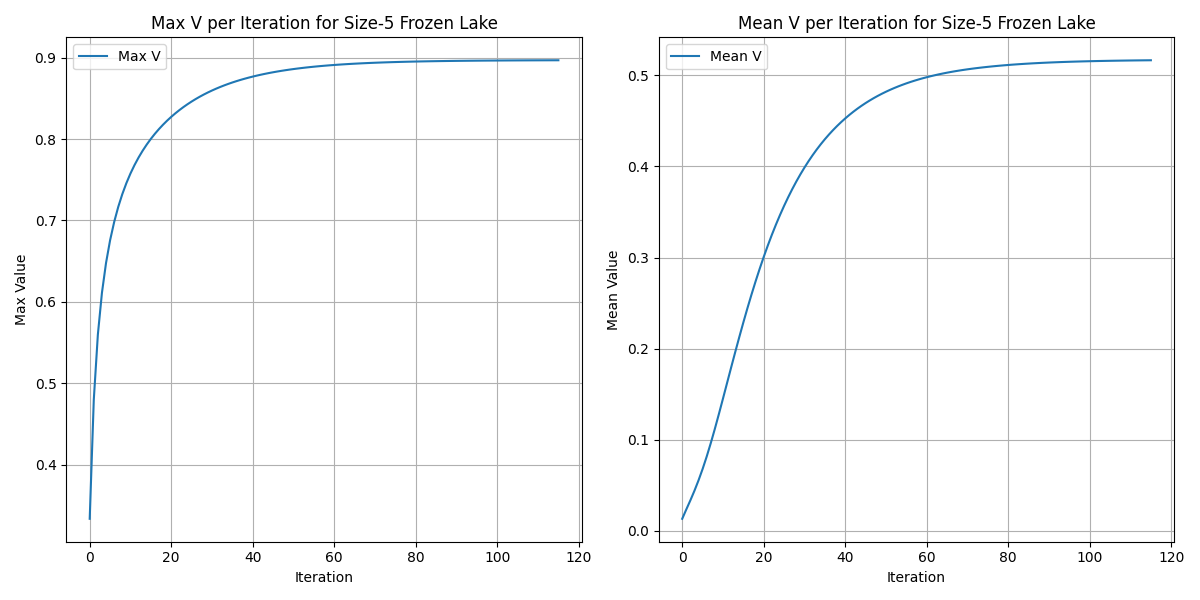 Max V per Iteration for Size-5 Frozen Lake
Max V
0.9
0.8
0.7
0.6
0.5
0.4
Max Value
0 20 40 60 80 100 120
Iteration
Mean V per Iteration for Size-5 Frozen Lake
Mean V
0.5
0.4
0.3
0.2
0.1
0.0
Mean Value
0 20 40 60 80 100 120
Iteration